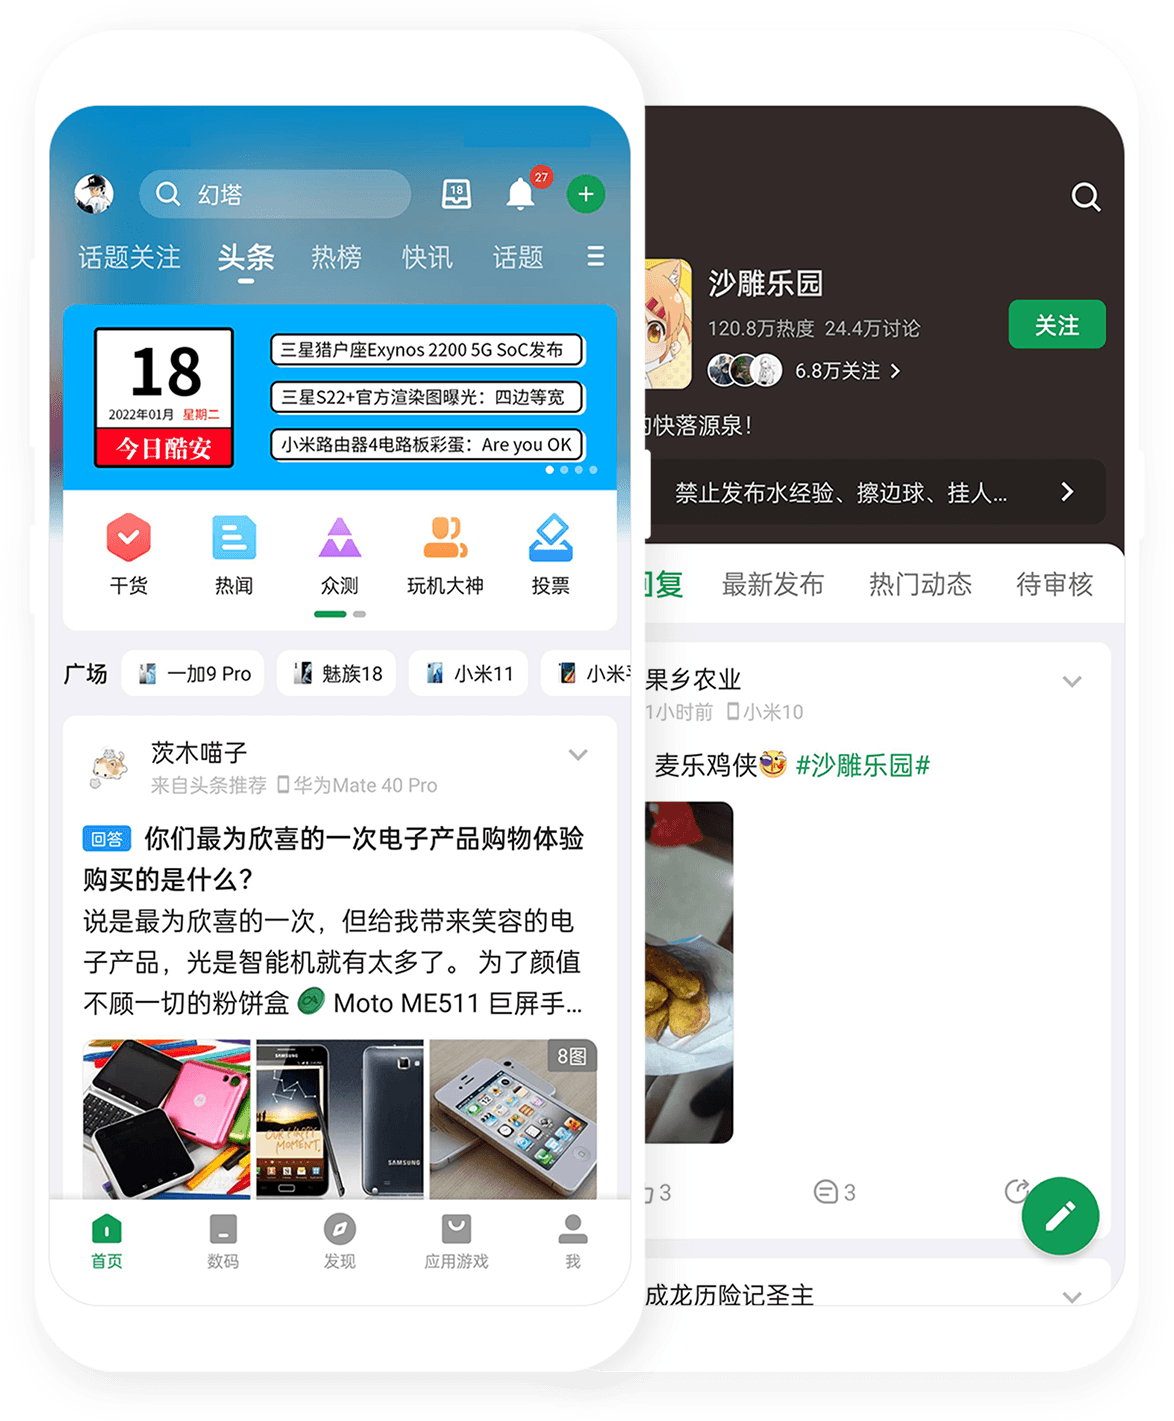 幻塔
18
27
话题关注 头条 热榜 快讯 话题
18
2022年01月 星期二
今日酷安
三星猎户座Exynos 2200 5G SoC发布
三星S22+官方渲染图曝光：四边等宽
小米路由器4电路板彩蛋：Are you OK
干货 热闻 众测 玩机大神 投票
广场 一加9 Pro 魅族18 小米11 小米
茨木喵子
来自头条推荐 华为Mate 40 Pro
回答 你们最为欣喜的一次电子产品购物体验
购买的是什么？
说是最为欣喜的一次，但给我带来笑容的电
子产品，光是智能机就有太多了。 为了颜值
不顾一切的粉饼盒 Moto ME511 巨屏手...
8图
SAMSUNG
OUR HAPPY
MOMENT.
SAMSUNG
首页 数码 发现 应用游戏 我
沙雕乐园
120.8万热度 24.4万讨论
关注
6.8万关注
的快落源泉！
禁止发布水经验、擦边球、挂人...
回复 最新发布 热门动态 待审核
果乡农业
1小时前 小米10
麦乐鸡侠 #沙雕乐园#
3 3
成龙历险记圣主